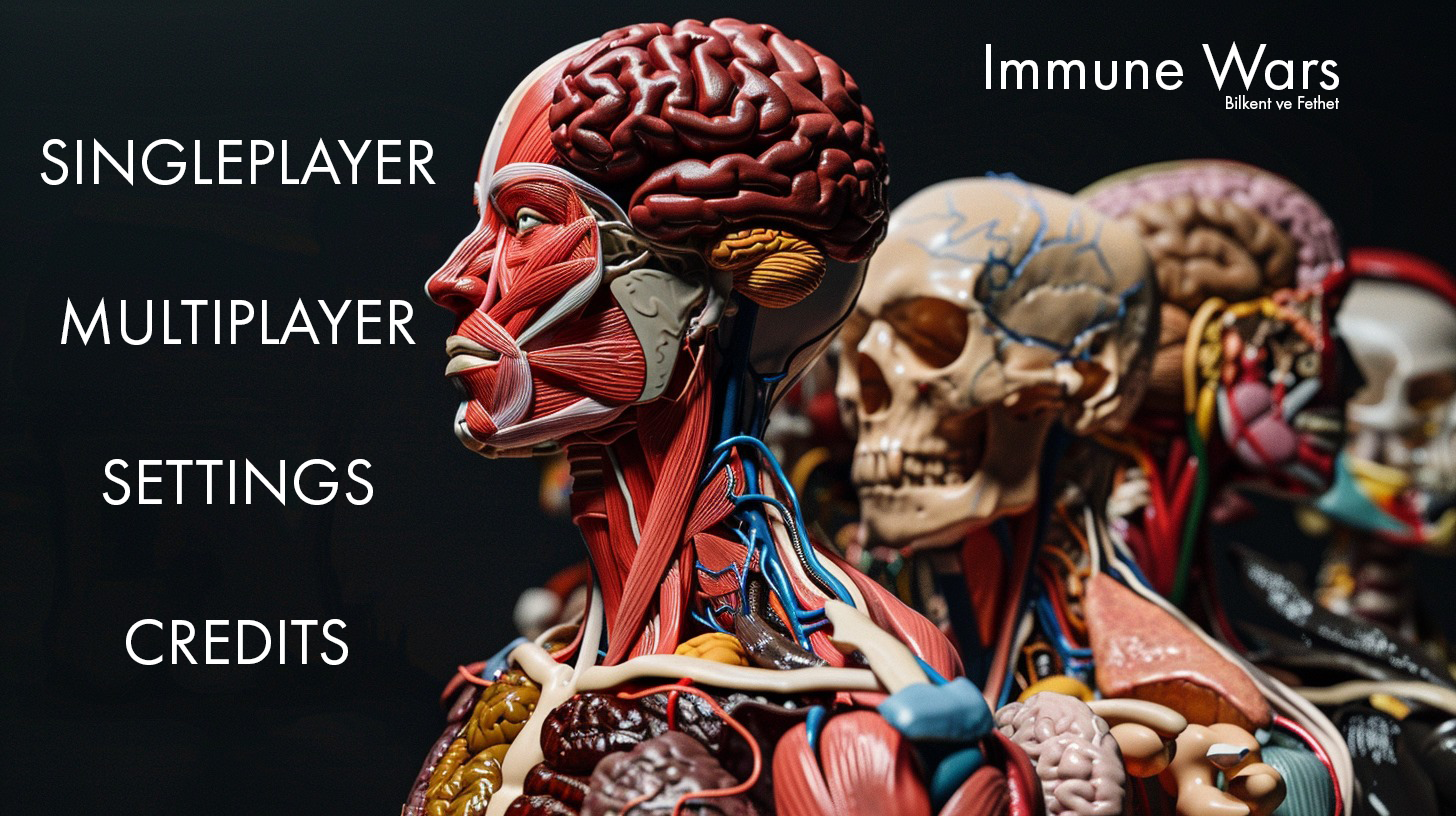 Immune Wars
Bilkent ve Fethet
SINGLEPLAYER
MULTIPLAYER
SETTINGS
CREDITS